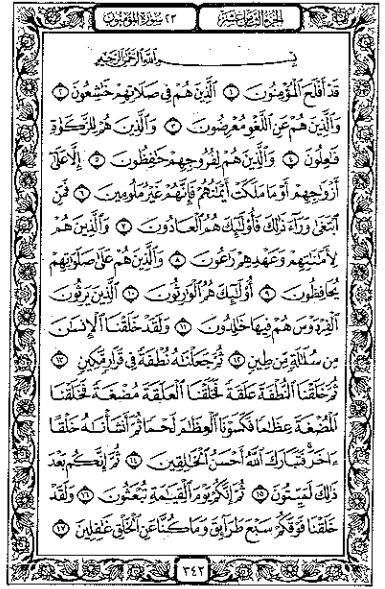 الجزء الثامن عشر ٢٣ سورة المؤمنون
بسم الله الرحمن الرحيم
قَدْ أَفْلَحَ الْمُؤْمِنُونَ ١ الَّذِينَ هُمْ فِي صَلَاتِهِمْ خَاشِعُونَ ٢
وَالَّذِينَ هُمْ عَنِ اللَّغْوِ مُعْرِضُونَ ٣ وَالَّذِينَ هُمْ لِلزَّكَوٰةِ
فَاعِلُونَ ٤ وَالَّذِينَ هُمْ لِفُرُوجِهِمْ حَافِظُونَ ٥ إِلَّا عَلَىٰ
أَزْوَاجِهِمْ أَوْ مَا مَلَكَتْ أَيْمَانُهُمْ فَإِنَّهُمْ غَيْرُ مَلُومِينَ ٦ فَمَنِ
ابْتَغَىٰ وَرَاءَ ذَٰلِكَ فَأُولَٰئِكَ هُمُ الْعَادُونَ ٧ وَالَّذِينَ هُمْ
لِأَمَانَاتِهِمْ وَعَهْدِهِمْ رَاعُونَ ٨ وَالَّذِينَ هُمْ عَلَىٰ صَلَوَاتِهِمْ
يُحَافِظُونَ ٩ أُولَٰئِكَ هُمُ الْوَارِثُونَ ١٠ الَّذِينَ يَرِثُونَ
الْفِرْدَوْسَ هُمْ فِيهَا خَالِدُونَ ١١ وَلَقَدْ خَلَقْنَا الْإِنسَانَ
مِن سُلَالَةٍ مِّن طِينٍ ١٢ ثُمَّ جَعَلْنَاهُ نُطْفَةً فِي قَرَارٍ مَّكِينٍ ١٣
ثُمَّ خَلَقْنَا النُّطْفَةَ عَلَقَةً فَخَلَقْنَا الْعَلَقَةَ مُضْغَةً فَخَلَقْنَا
الْمُضْغَةَ عِظَامًا فَكَسَوْنَا الْعِظَامَ لَحْمًا ثُمَّ أَنشَأْنَاهُ خَلْقًا
ءَاخَرَ فَتَبَارَكَ اللَّهُ أَحْسَنُ الْخَالِقِينَ ١٤ ثُمَّ إِنَّكُم بَعْدَ
ذَٰلِكَ لَمَيِّتُونَ ١٥ ثُمَّ إِنَّكُمْ يَوْمَ الْقِيَامَةِ تُبْعَثُونَ ١٦ وَلَقَدْ
خَلَقْنَا فَوْقَكُمْ سَبْعَ طَرَائِقَ وَمَا كُنَّا عَنِ الْخَلْقِ غَافِلِينَ ١٧
٣٤٢